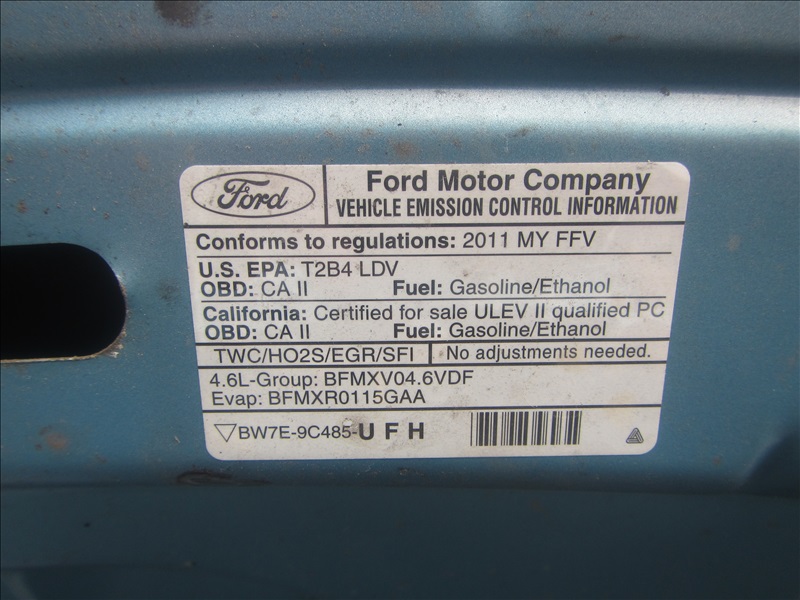 Ford
Ford Motor Company
VEHICLE EMISSION CONTROL INFORMATION
Conforms to regulations: 2011 MY FFV
U.S. EPA: T2B4 LDV
OBD: CA II Fuel: Gasoline/Ethanol
California: Certified for sale ULEV II qualified PC
OBD: CA II Fuel: Gasoline/Ethanol
TWC/HO2S/EGR/SFI No adjustments needed.
4.6L-Group: BFMXV04.6VDF
Evap: BFMXR0115GAA
BW7E-9C485-UFH